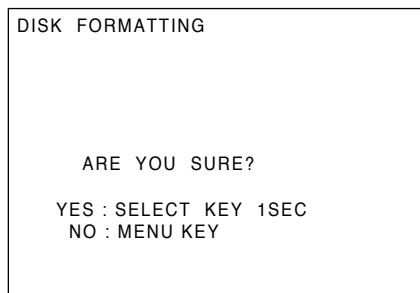 DISK FORMATTING
ARE YOU SURE?
YES : SELECT KEY 1SEC
NO : MENU KEY